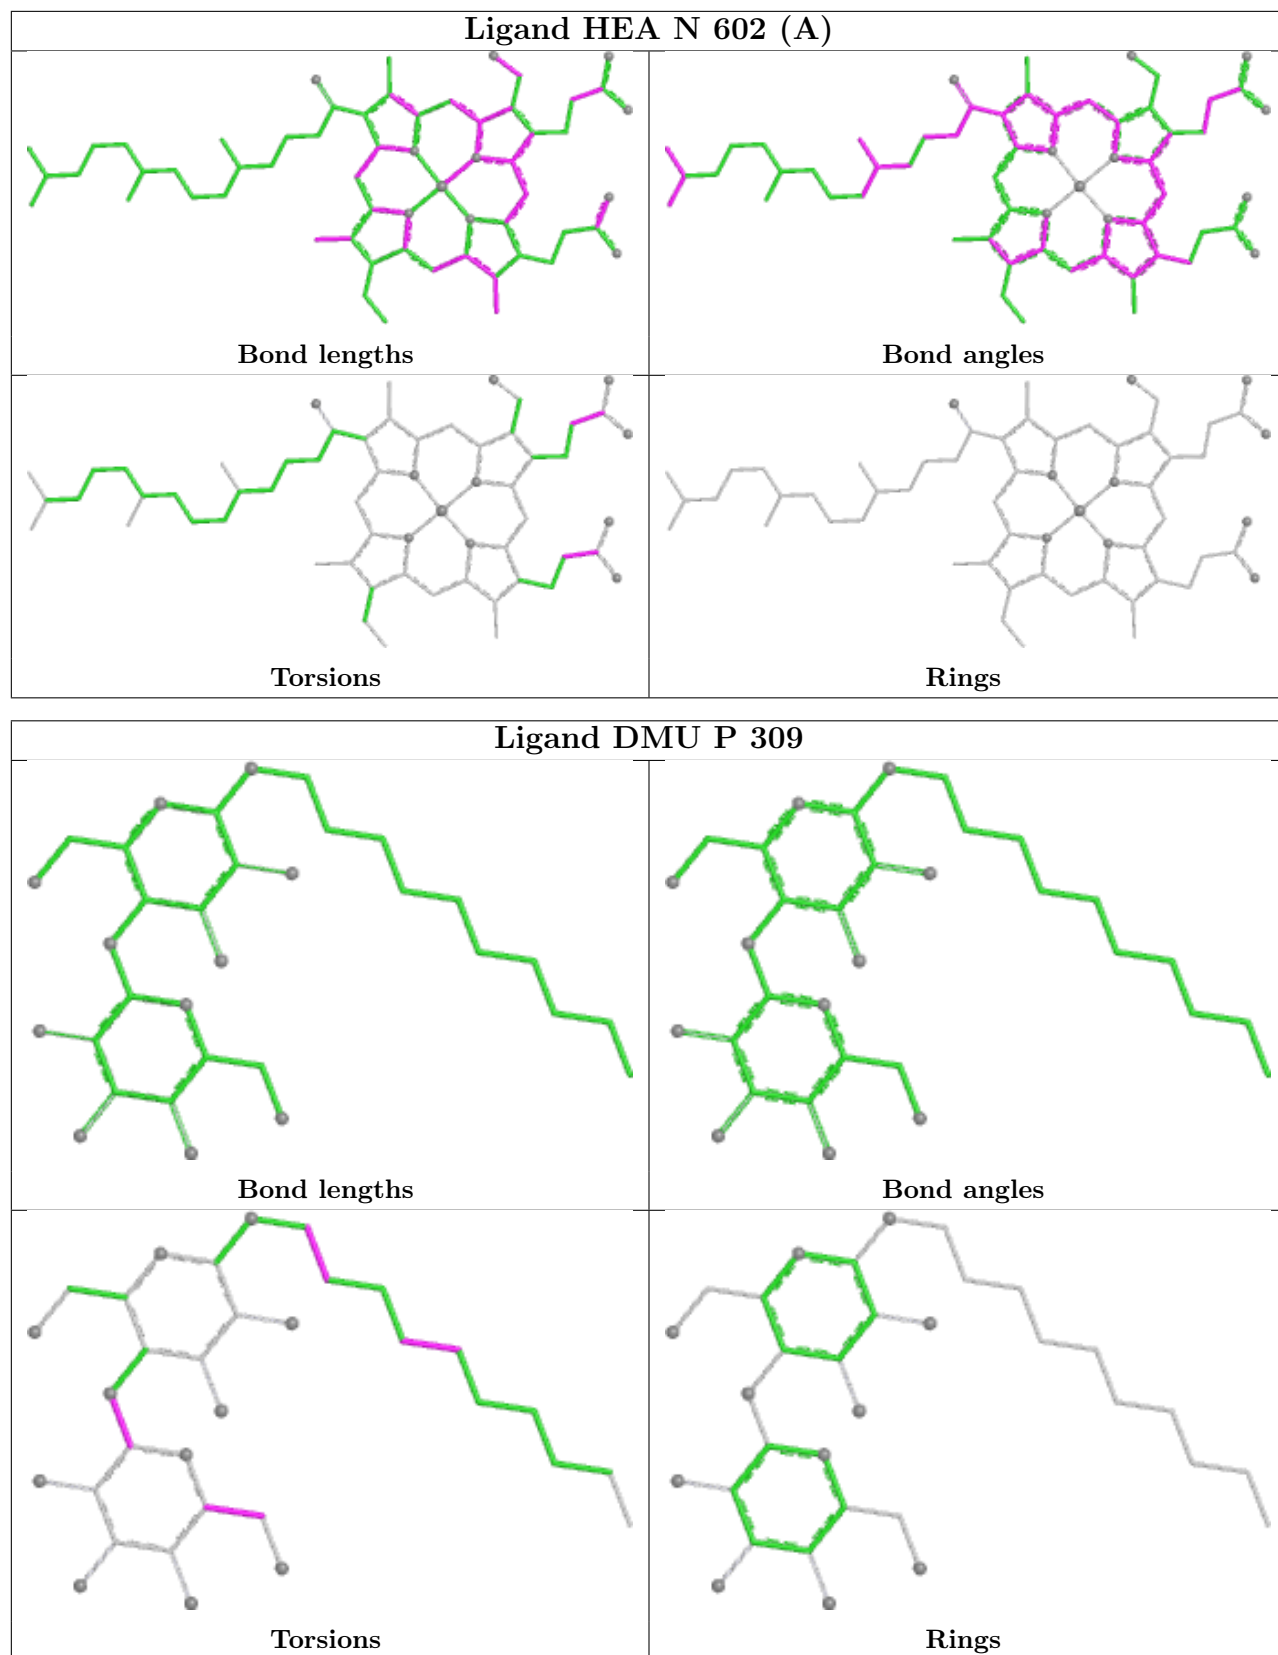 Ligand HEA N 602 (A)
Bond lengths
Bond angles
Torsions
Rings
Ligand DMU P 309
Bond lengths
Bond angles
Torsions
Rings